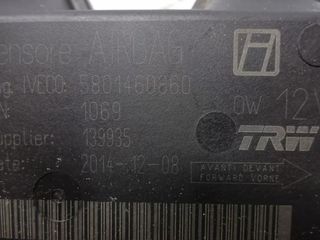 ensore AIRBAG
g. IVECO: 5801460860
N: 1069
0W 12V
upplier: 139935
TRW
ate: 2014-12-08
AVANTI DEVANT
FORWARD VORNE